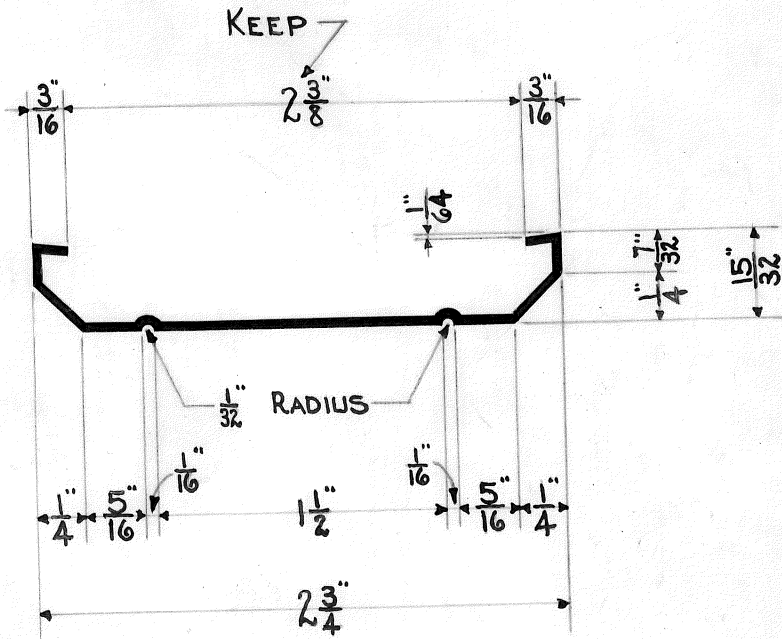 KEEP
3/16" 2 3/8" 3/16"
1/64"
7/32"
1/4"
15/32"
1/32" RADIUS
1/16" 1/16"
1/4" 5/16" 1 1/2" 5/16" 1/4"
2 3/4"